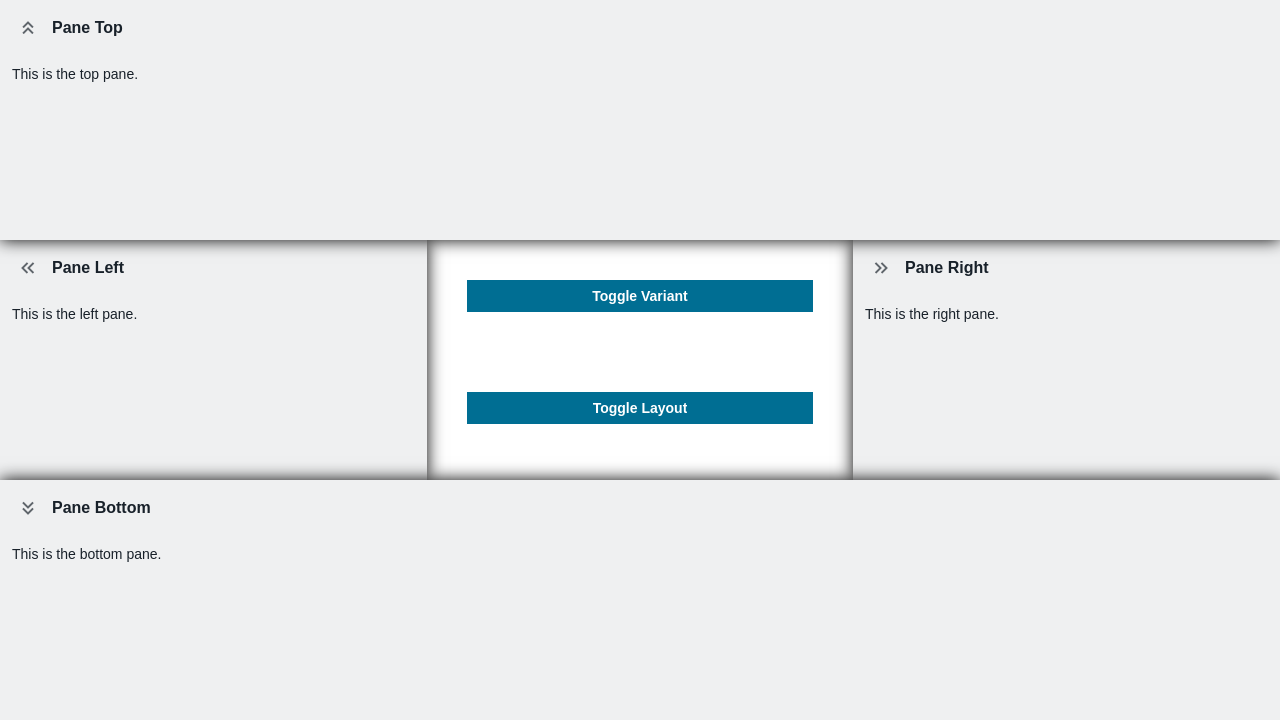 Pane Top
This is the top pane.
Pane Left
This is the left pane.
Toggle Variant
Toggle Layout
Pane Right
This is the right pane.
Pane Bottom
This is the bottom pane.